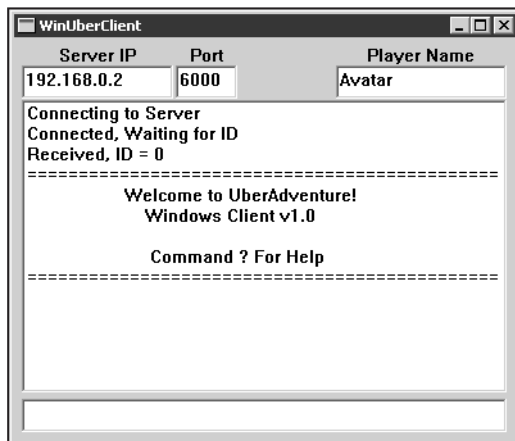 WinUberClient
Server IP Port Player Name
192.168.0.2 6000 Avatar
Connecting to Server
Connected, Waiting for ID
Received, ID = 0
==============================================
Welcome to UberAdventure!
Windows Client v1.0
Command ? For Help
==============================================